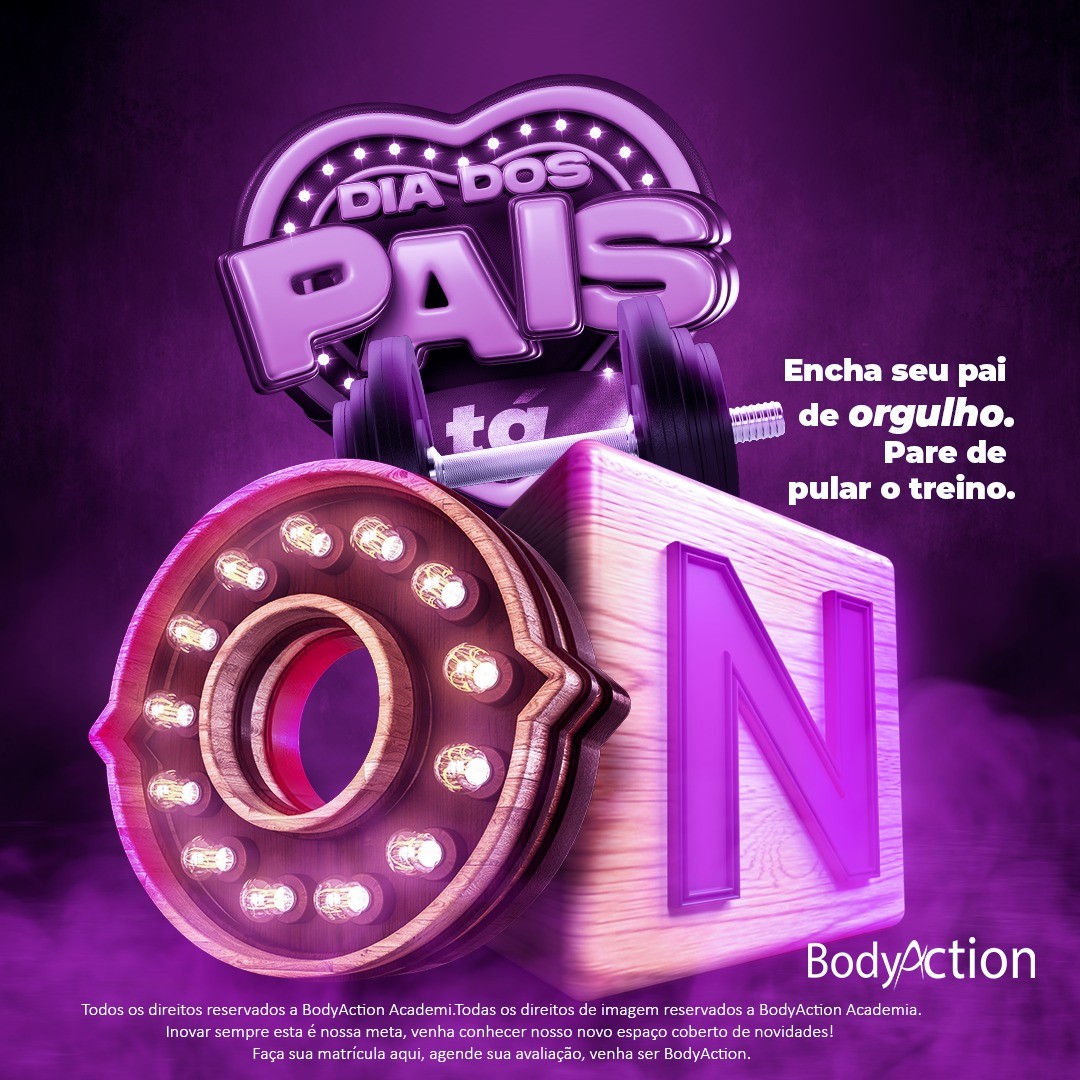 DIA DOS
PAIS
tá
ON
Encha seu pai
de orgulho.
Pare de
pular o treino.
BodyAction
Todos os direitos reservados a BodyAction Academi.Todas os direitos de imagem reservados a BodyAction Academia.
Inovar sempre esta é nossa meta, venha conhecer nosso novo espaço coberto de novidades!
Faça sua matrícula aqui, agende sua avaliação, venha ser BodyAction.